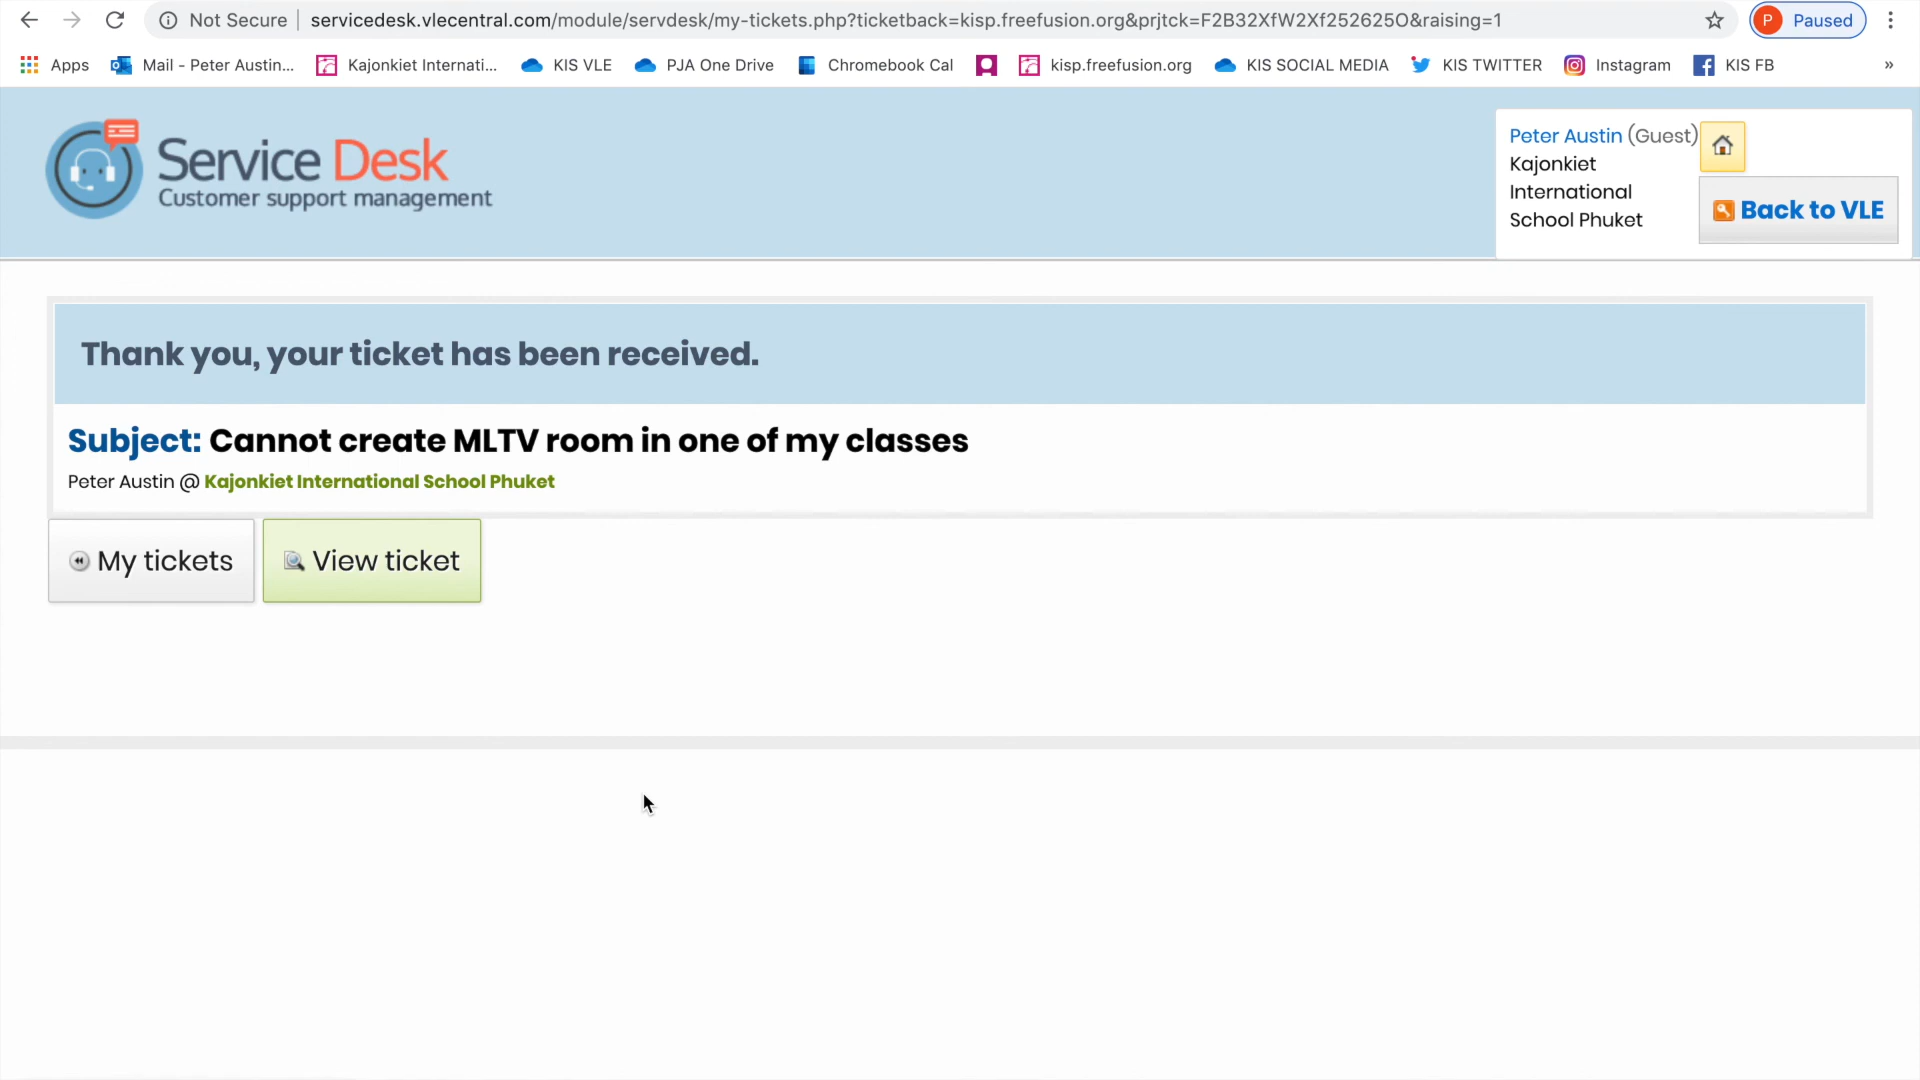 Not Secure | servicedesk.vlecentral.com/module/servdesk/my-tickets.php?ticketback=kisp.freefusion.org&prjtck=F2B32XfW2Xf252625O&raising=1
P Paused
Apps Mail - Peter Austin... Kajonkiet Internati... KIS VLE PJA One Drive Chromebook Cal kisp.freefusion.org KIS SOCIAL MEDIA KIS TWITTER Instagram KIS FB »
Service Desk
Customer support management
Peter Austin (Guest)
Kajonkiet
International
School Phuket
Back to VLE
Thank you, your ticket has been received.
Subject: Cannot create MLTV room in one of my classes
Peter Austin @ Kajonkiet International School Phuket
My tickets
View ticket